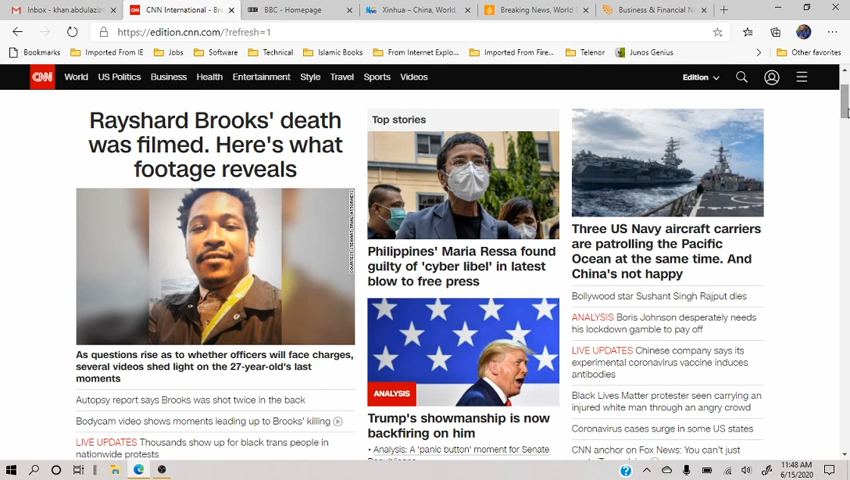 Inbox - khan.abdulaziz
CNN International - Bre
BBC - Homepage
Xinhua – China, World
Breaking News, World
Business & Financial Ne
https://edition.cnn.com/?refresh=1
Bookmarks
Imported From IE
Jobs
Software
Technical
Islamic Books
From Internet Explo...
Imported From Fire...
Telenor
Junos Genius
Other favorites
CNN
World
US Politics
Business
Health
Entertainment
Style
Travel
Sports
Videos
Edition
Rayshard Brooks' death
was filmed. Here's what
footage reveals
As questions rise as to whether officers will face charges,
several videos shed light on the 27-year-old's last
moments
Autopsy report says Brooks was shot twice in the back
Bodycam video shows moments leading up to Brooks' killing
LIVE UPDATES Thousands show up for black trans people in
nationwide protests
Top stories
Philippines' Maria Ressa found
guilty of 'cyber libel' in latest
blow to free press
ANALYSIS
Trump's showmanship is now
backfiring on him
• Analysis: A 'panic button' moment for Senate
Three US Navy aircraft carriers
are patrolling the Pacific
Ocean at the same time. And
China's not happy
Bollywood star Sushant Singh Rajput dies
ANALYSIS Boris Johnson desperately needs
his lockdown gamble to pay off
LIVE UPDATES Chinese company says its
experimental coronavirus vaccine induces
antibodies
Black Lives Matter protester seen carrying an
injured white man through an angry crowd
Coronavirus cases surge in some US states
CNN anchor on Fox News: You can't just
11:48 AM
6/15/2020